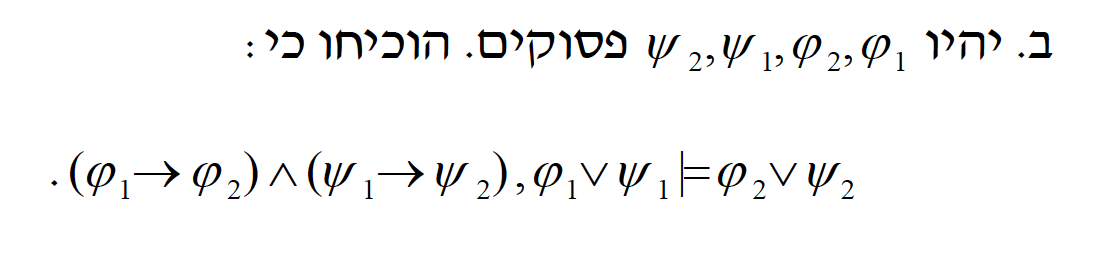 ב. יהיו φ₁,φ₂,ψ₁,ψ₂ פסוקים. הוכיחו כי:
(φ₁→φ₂)∧(ψ₁→ψ₂),φ₁∨ψ₁⊨φ₂∨ψ₂.